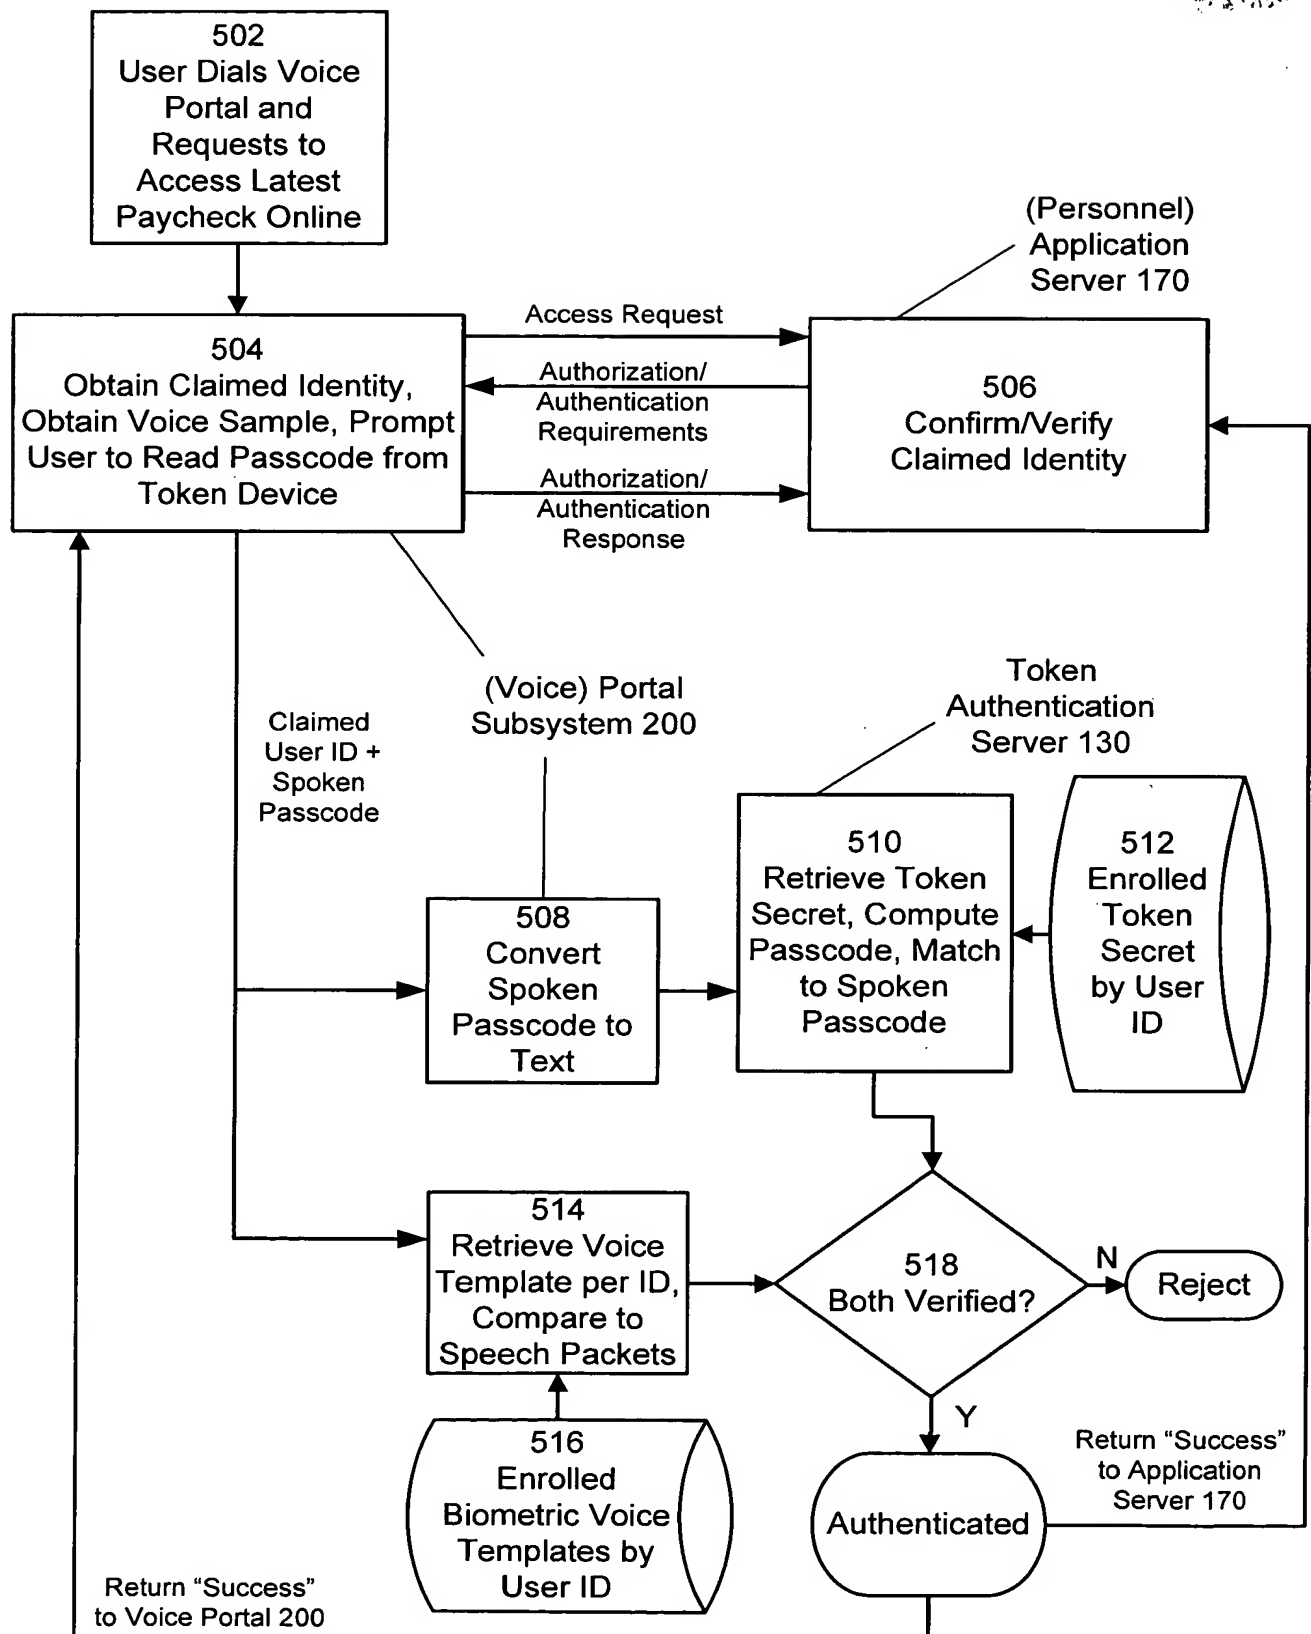 502
User Dials Voice
Portal and
Requests to
Access Latest
Paycheck Online
(Personnel)
Application
Server 170
504
Obtain Claimed Identity,
Obtain Voice Sample, Prompt
User to Read Passcode from
Token Device
Access Request
Authorization/
Authentication
Requirements
Authorization/
Authentication
Response
506
Confirm/Verify
Claimed Identity
(Voice) Portal
Subsystem 200
Token
Authentication
Server 130
Claimed
User ID +
Spoken
Passcode
508
Convert
Spoken
Passcode to
Text
510
Retrieve Token
Secret, Compute
Passcode, Match
to Spoken
Passcode
512
Enrolled
Token
Secret
by User
ID
514
Retrieve Voice
Template per ID,
Compare to
Speech Packets
518
Both Verified?
N
Reject
Y
516
Enrolled
Biometric Voice
Templates by
User ID
Authenticated
Return “Success”
to Application
Server 170
Return “Success”
to Voice Portal 200